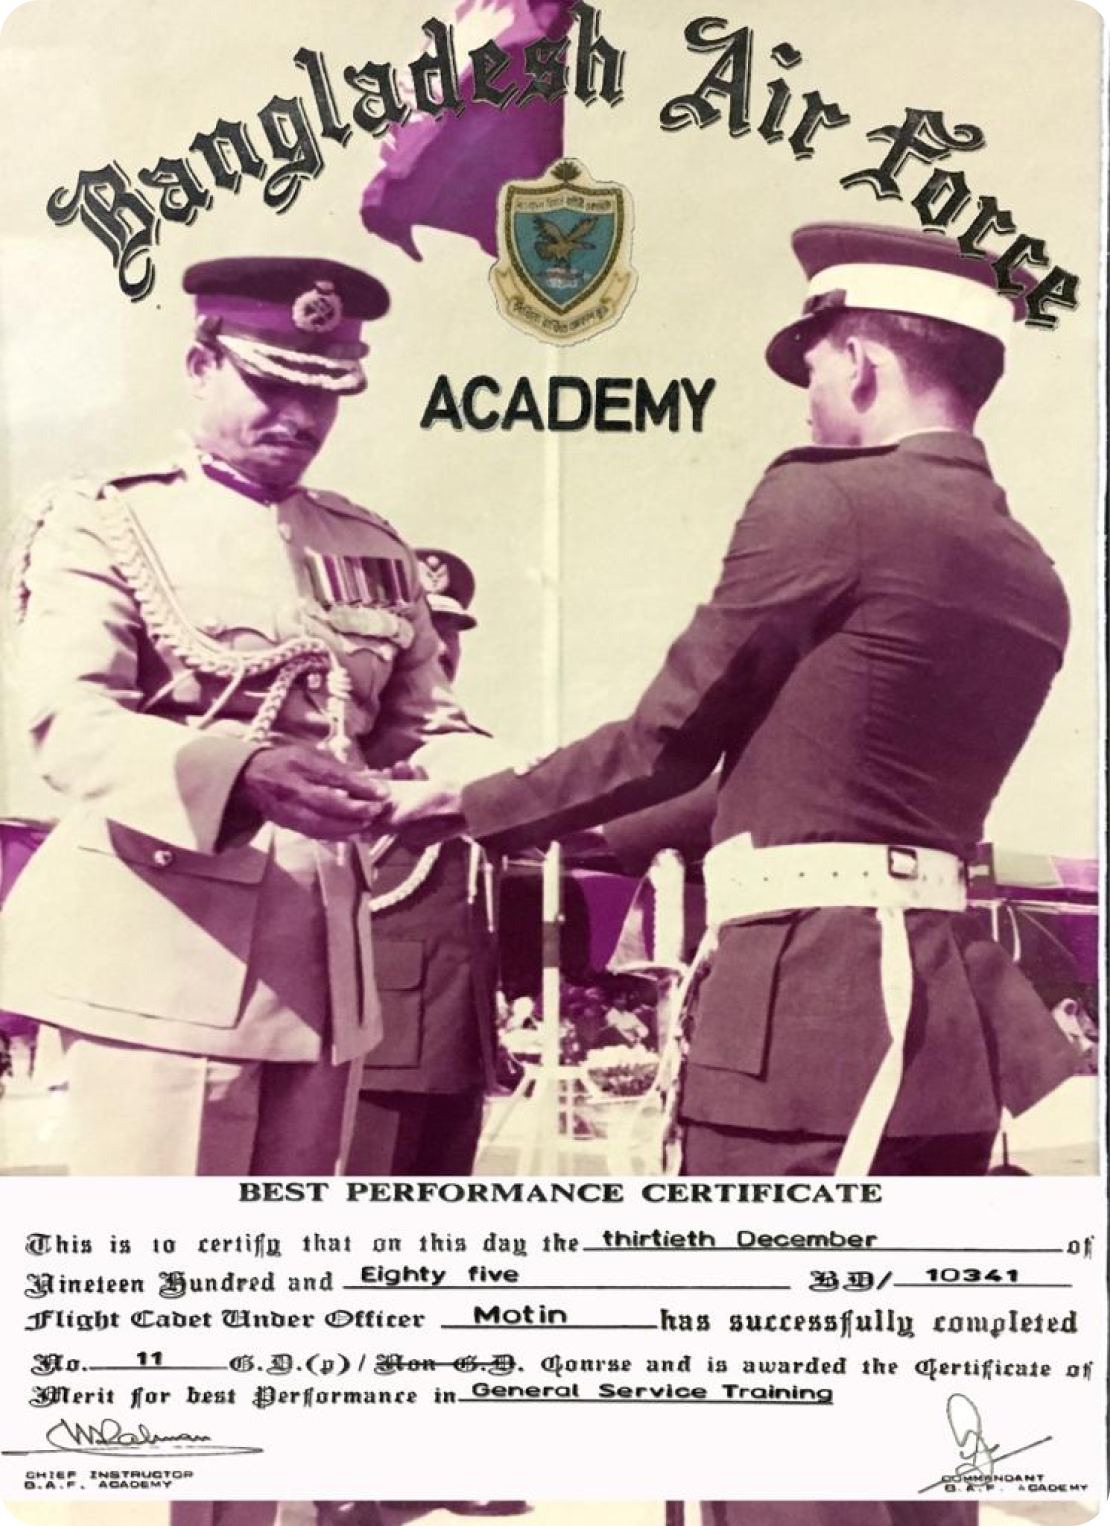 Bangladesh Air Force
ACADEMY
BEST PERFORMANCE CERTIFICATE
This is to certify that on this day the thirtieth December of
Nineteen Hundred and Eighty five BD/ 10341
Flight Cadet Under Officer Motin has successfully completed
No. 11 G.D.(p) / Non G.D. Conrse and is awarded the Certificate of
Merit for best Performance in General Service Training
CHIEF INSTRUCTOR
B.A.F. ACADEMY
COMMANDANT
B.A.F. ACADEMY